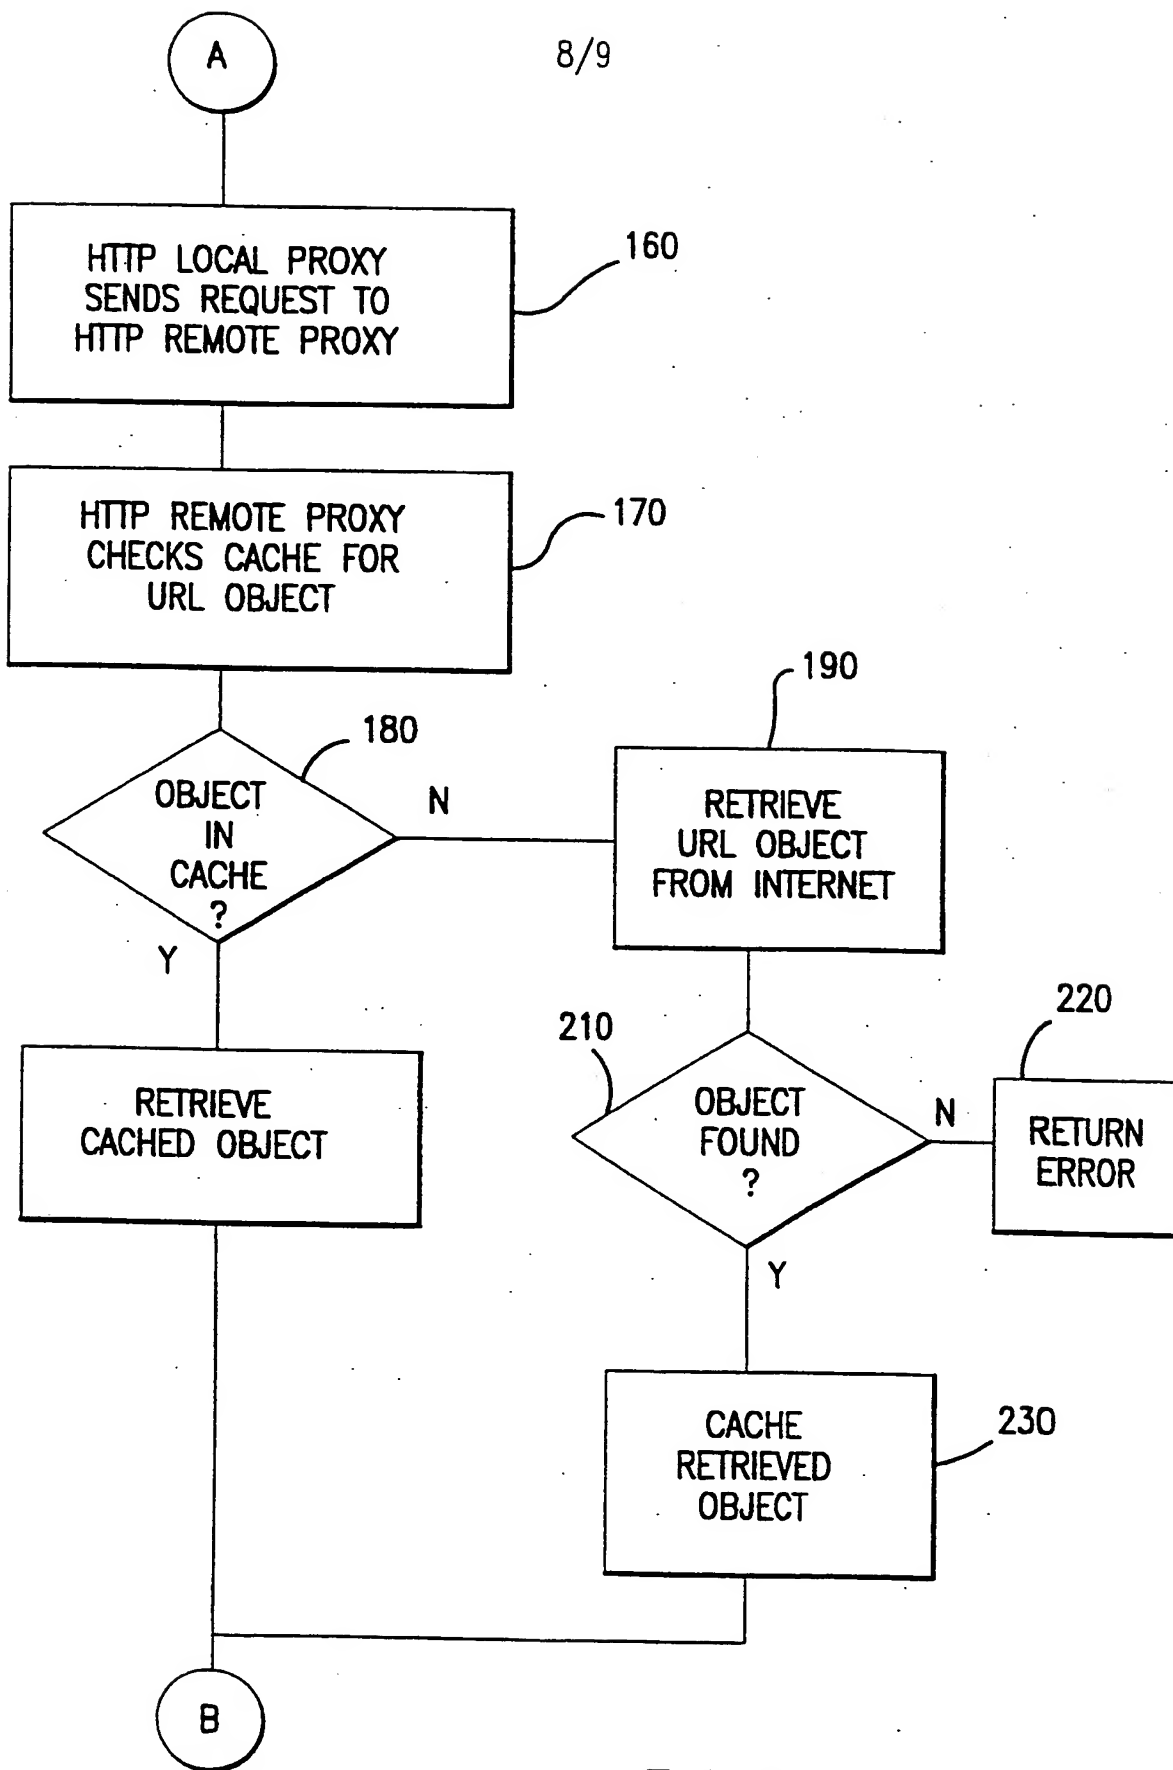 A
8/9
HTTP LOCAL PROXY
SENDS REQUEST TO
HTTP REMOTE PROXY
160
HTTP REMOTE PROXY
CHECKS CACHE FOR
URL OBJECT
170
180
OBJECT
IN
CACHE
?
N
Y
190
RETRIEVE
URL OBJECT
FROM INTERNET
RETRIEVE
CACHED OBJECT
210
OBJECT
FOUND
?
N
Y
220
RETURN
ERROR
CACHE
RETRIEVED
OBJECT
230
B